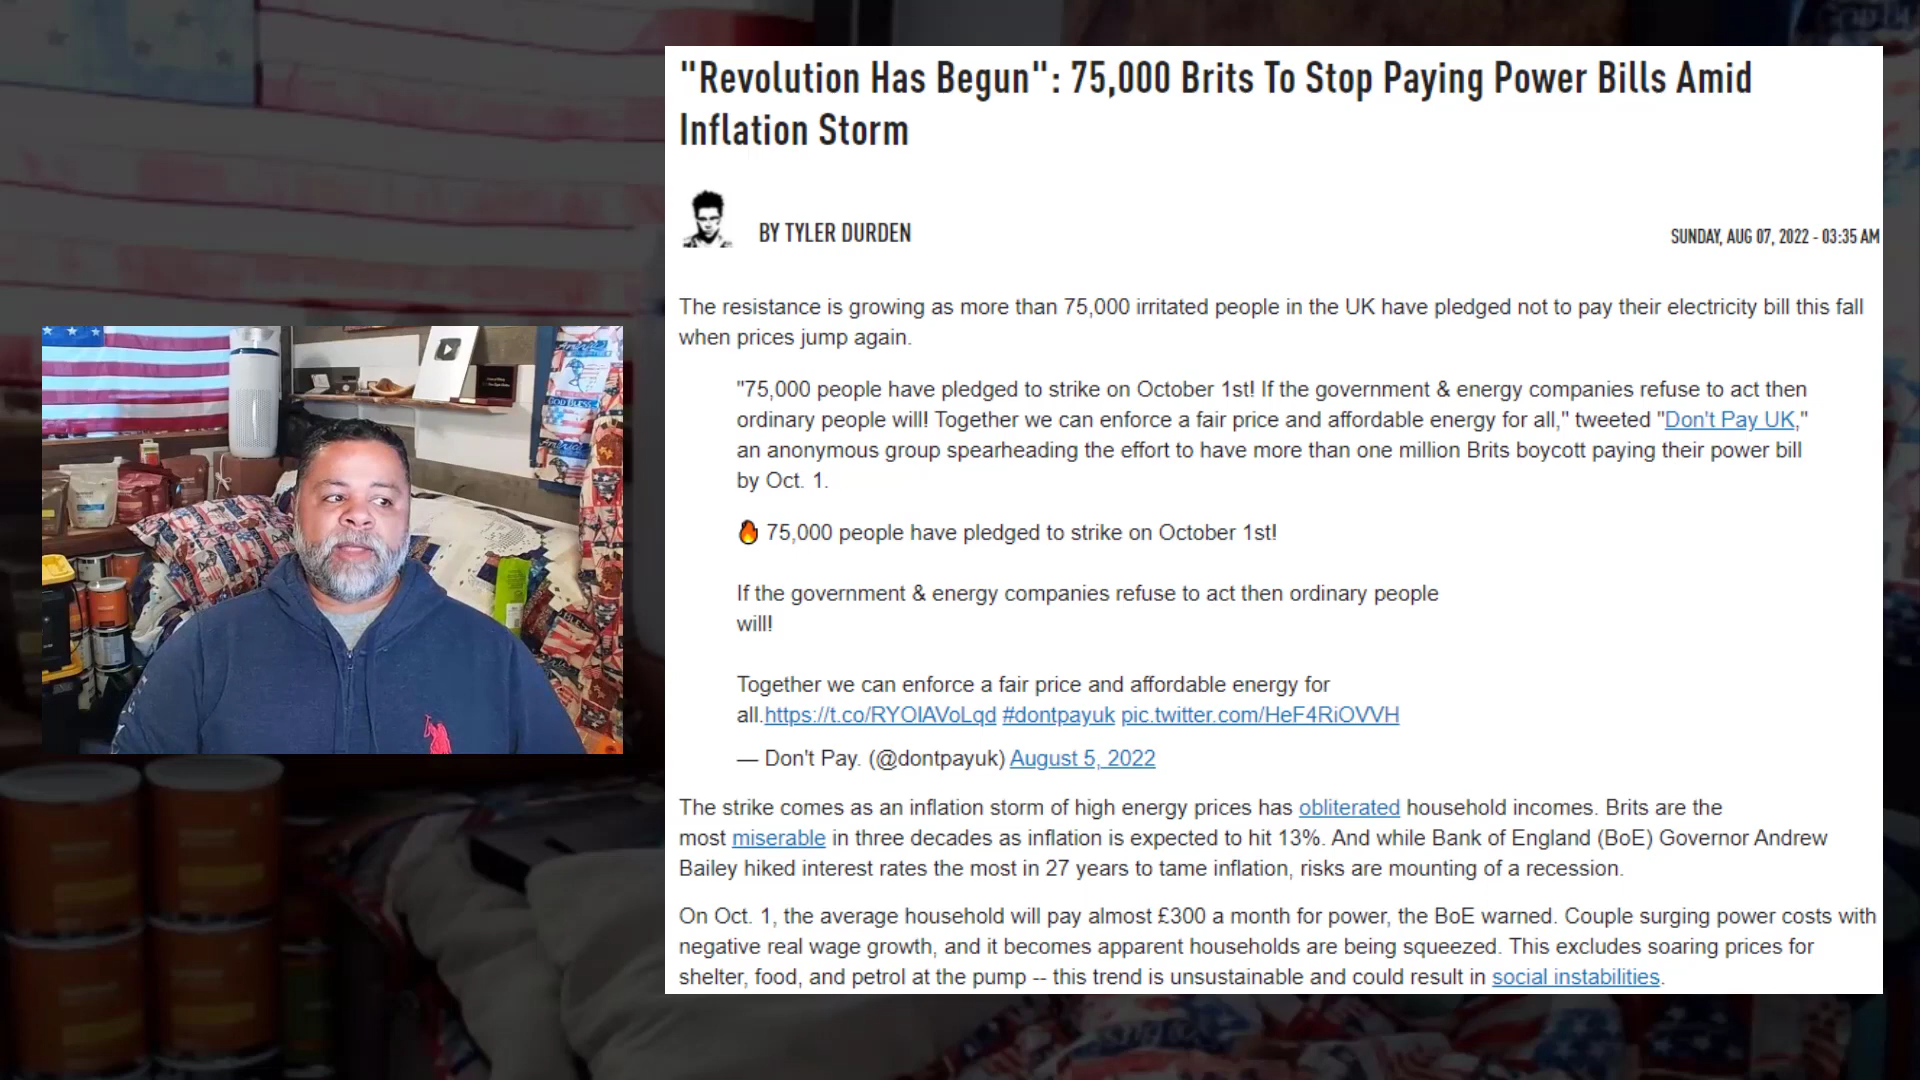 "Revolution Has Begun": 75,000 Brits To Stop Paying Power Bills Amid
Inflation Storm
BY TYLER DURDEN
SUNDAY, AUG 07, 2022 - 03:35 AM
The resistance is growing as more than 75,000 irritated people in the UK have pledged not to pay their electricity bill this fall
when prices jump again.
"75,000 people have pledged to strike on October 1st! If the government & energy companies refuse to act then
ordinary people will! Together we can enforce a fair price and affordable energy for all," tweeted "Don't Pay UK,"
an anonymous group spearheading the effort to have more than one million Brits boycott paying their power bill
by Oct. 1.
🔥 75,000 people have pledged to strike on October 1st!
If the government & energy companies refuse to act then ordinary people
will!
Together we can enforce a fair price and affordable energy for
all.https://t.co/RYOlAVoLqd #dontpayuk pic.twitter.com/HeF4RiOVVH
— Don't Pay. (@dontpayuk) August 5, 2022
The strike comes as an inflation storm of high energy prices has obliterated household incomes. Brits are the
most miserable in three decades as inflation is expected to hit 13%. And while Bank of England (BoE) Governor Andrew
Bailey hiked interest rates the most in 27 years to tame inflation, risks are mounting of a recession.
On Oct. 1, the average household will pay almost £300 a month for power, the BoE warned. Couple surging power costs with
negative real wage growth, and it becomes apparent households are being squeezed. This excludes soaring prices for
shelter, food, and petrol at the pump -- this trend is unsustainable and could result in social instabilities.
GOD BLESS